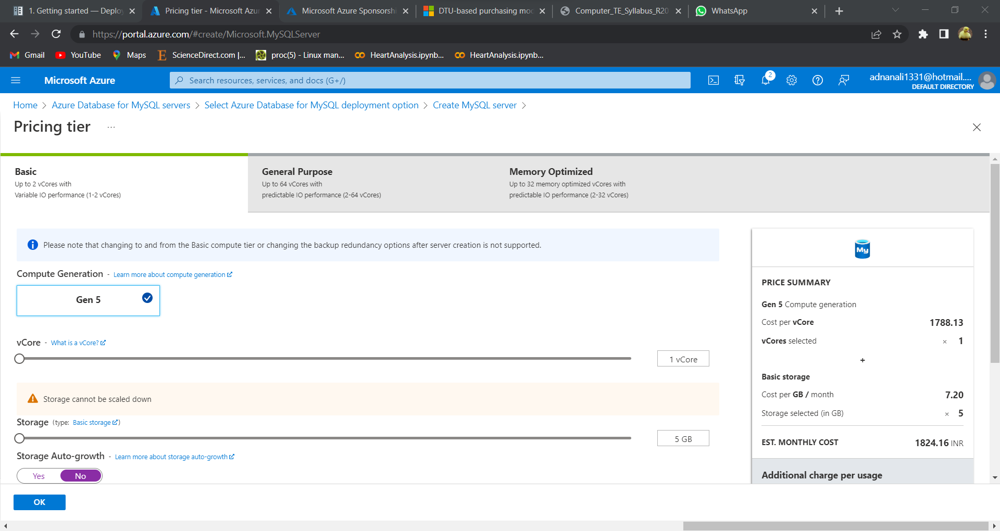 1. Getting started — Deploy
Pricing tier - Microsoft Azur
Microsoft Azure Sponsorshi
DTU-based purchasing mod
Computer_TE_Syllabus_R20
WhatsApp
https://portal.azure.com/#create/Microsoft.MySQLServer
Gmail
YouTube
Maps
ScienceDirect.com |...
proc(5) - Linux man...
HeartAnalysis.ipynb...
HeartAnalysis.ipynb...
Microsoft Azure
Search resources, services, and docs (G+/)
2
adnanali1331@hotmail....
DEFAULT DIRECTORY
Home > Azure Database for MySQL servers > Select Azure Database for MySQL deployment option > Create MySQL server >
Pricing tier ...
Basic
Up to 2 vCores with
Variable IO performance (1-2 vCores)
General Purpose
Up to 64 vCores with
predictable IO performance (2-64 vCores)
Memory Optimized
Up to 32 memory optimized vCores with
predictable IO performance (2-32 vCores)
Please note that changing to and from the Basic compute tier or changing the backup redundancy options after server creation is not supported.
Compute Generation - Learn more about compute generation
Gen 5
vCore - What is a vCore?
1 vCore
Storage cannot be scaled down
Storage (type: Basic storage)
5 GB
Storage Auto-growth - Learn more about storage auto-growth
Yes No
OK
My
PRICE SUMMARY
Gen 5 Compute generation
Cost per vCore 1788.13
vCores selected × 1
+
Basic storage
Cost per GB / month 7.20
Storage selected (in GB) × 5
EST. MONTHLY COST 1824.16 INR
Additional charge per usage